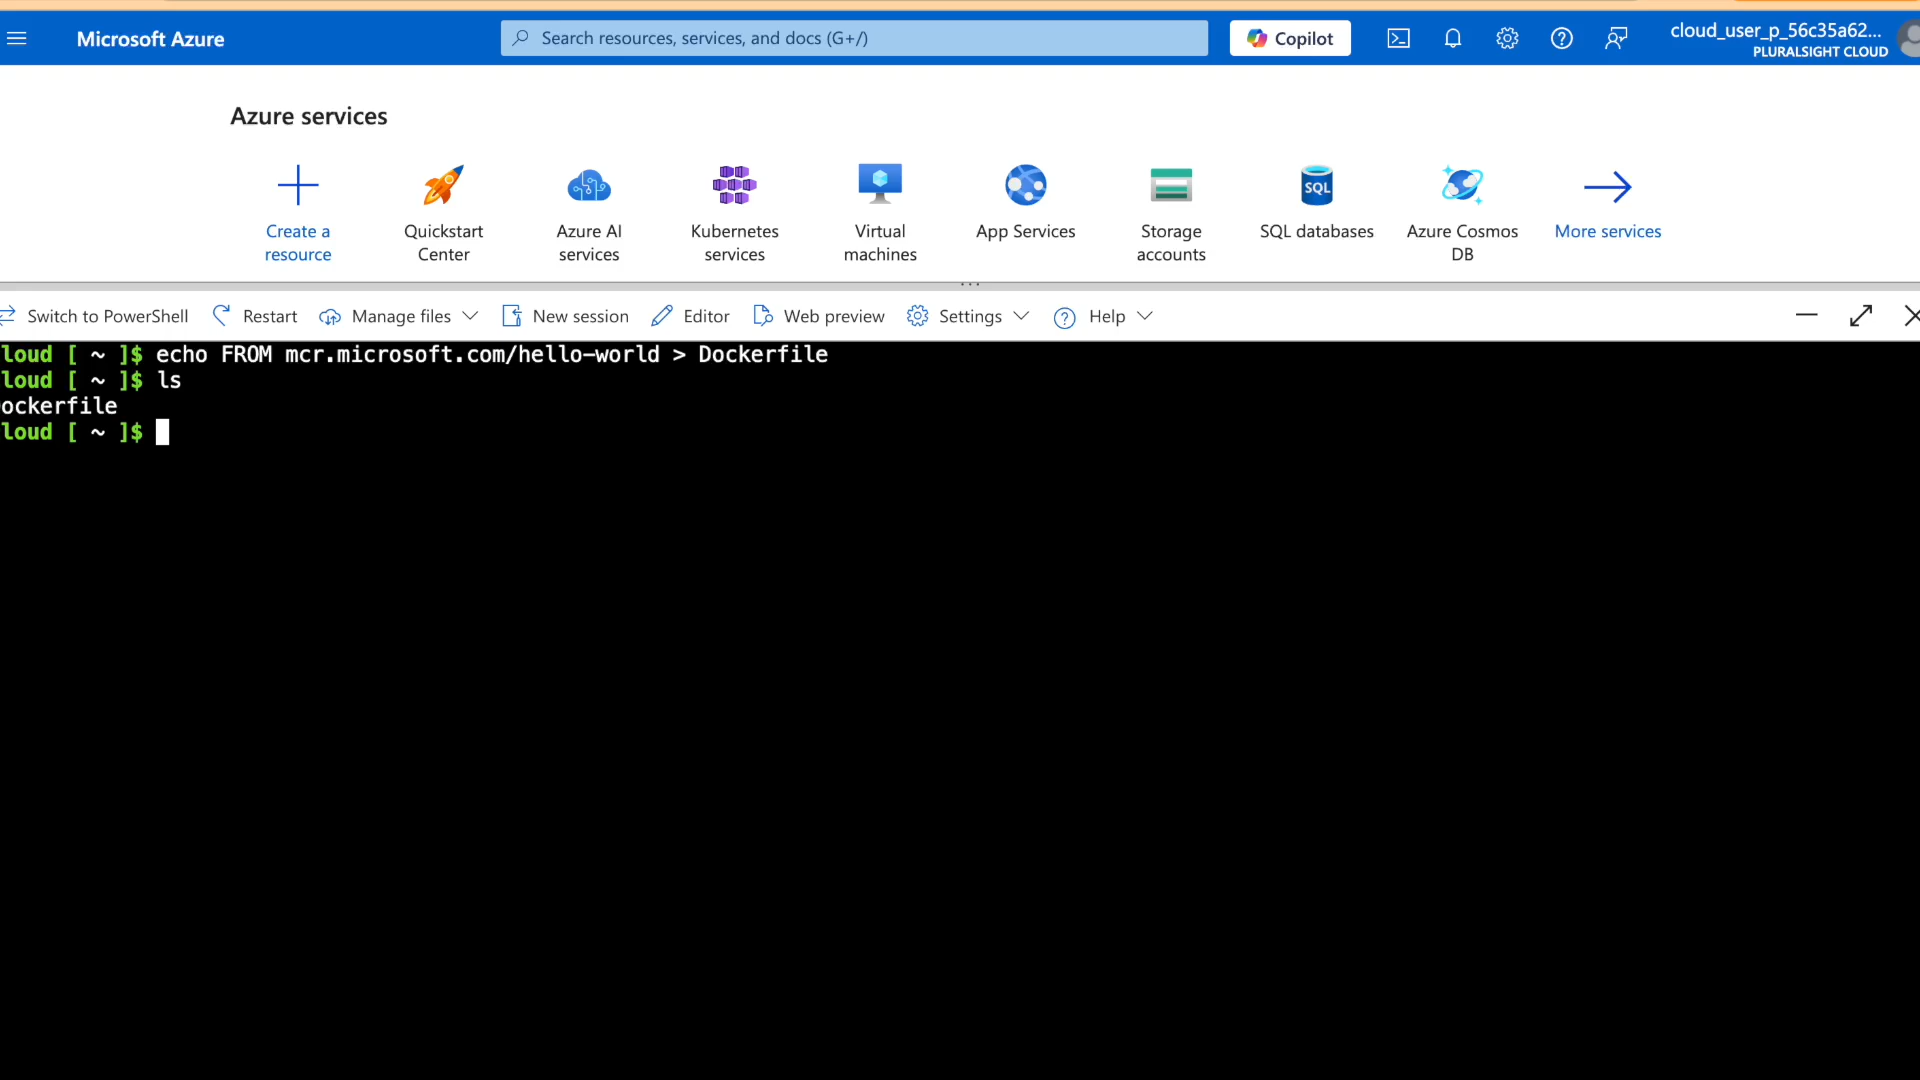 Microsoft Azure
Search resources, services, and docs (G+/)
Copilot
cloud_user_p_56c35a62...
PLURALSIGHT CLOUD
Azure services
Create a resource
Quickstart Center
Azure AI services
Kubernetes services
Virtual machines
App Services
Storage accounts
SQL
SQL databases
Azure Cosmos DB
More services
Switch to PowerShell
Restart
Manage files
New session
Editor
Web preview
Settings
Help
loud [ ~ ]$ echo FROM mcr.microsoft.com/hello-world > Dockerfile
loud [ ~ ]$ ls
ockerfile
loud [ ~ ]$